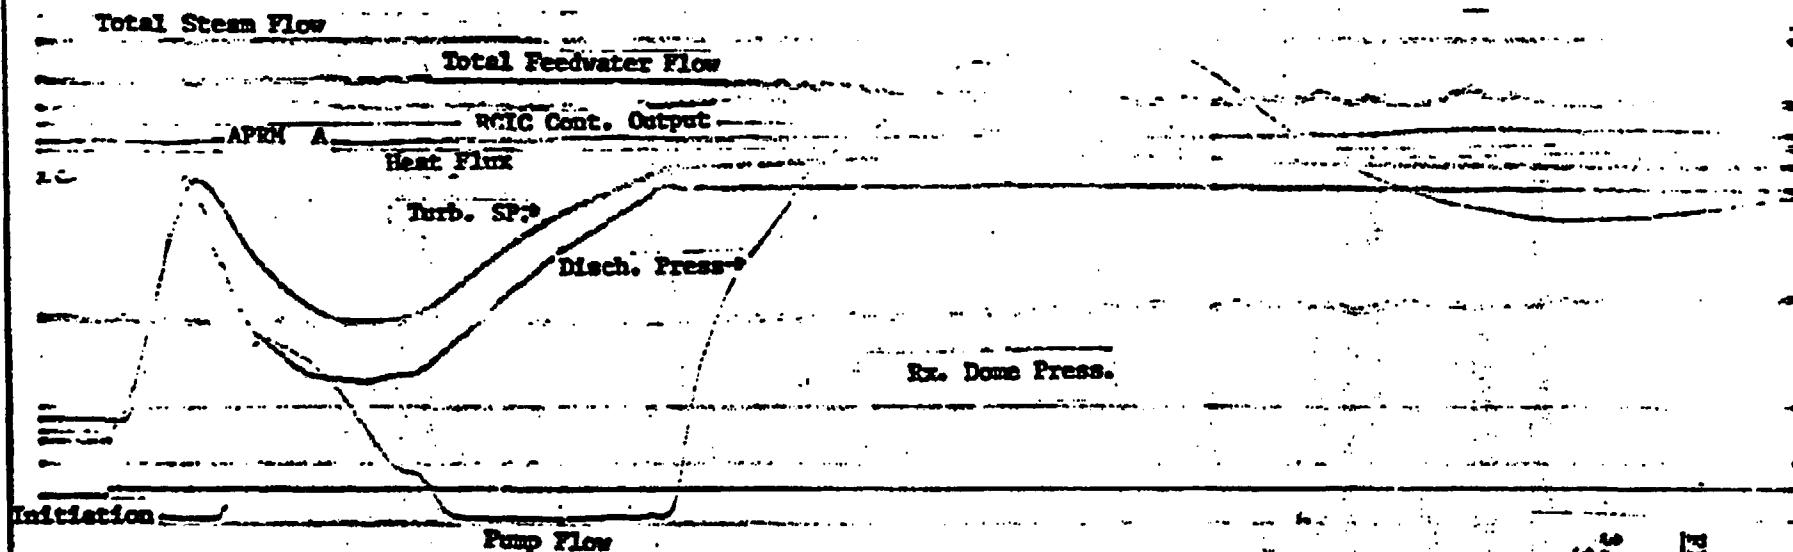 Total Steam Flow
Total Feedwater Flow
RCIC Cont. Output
APRM A
Heat Flux
Turb. SP.
Disch. Press
Rx. Dome Press.
Initiation
Pump Flow